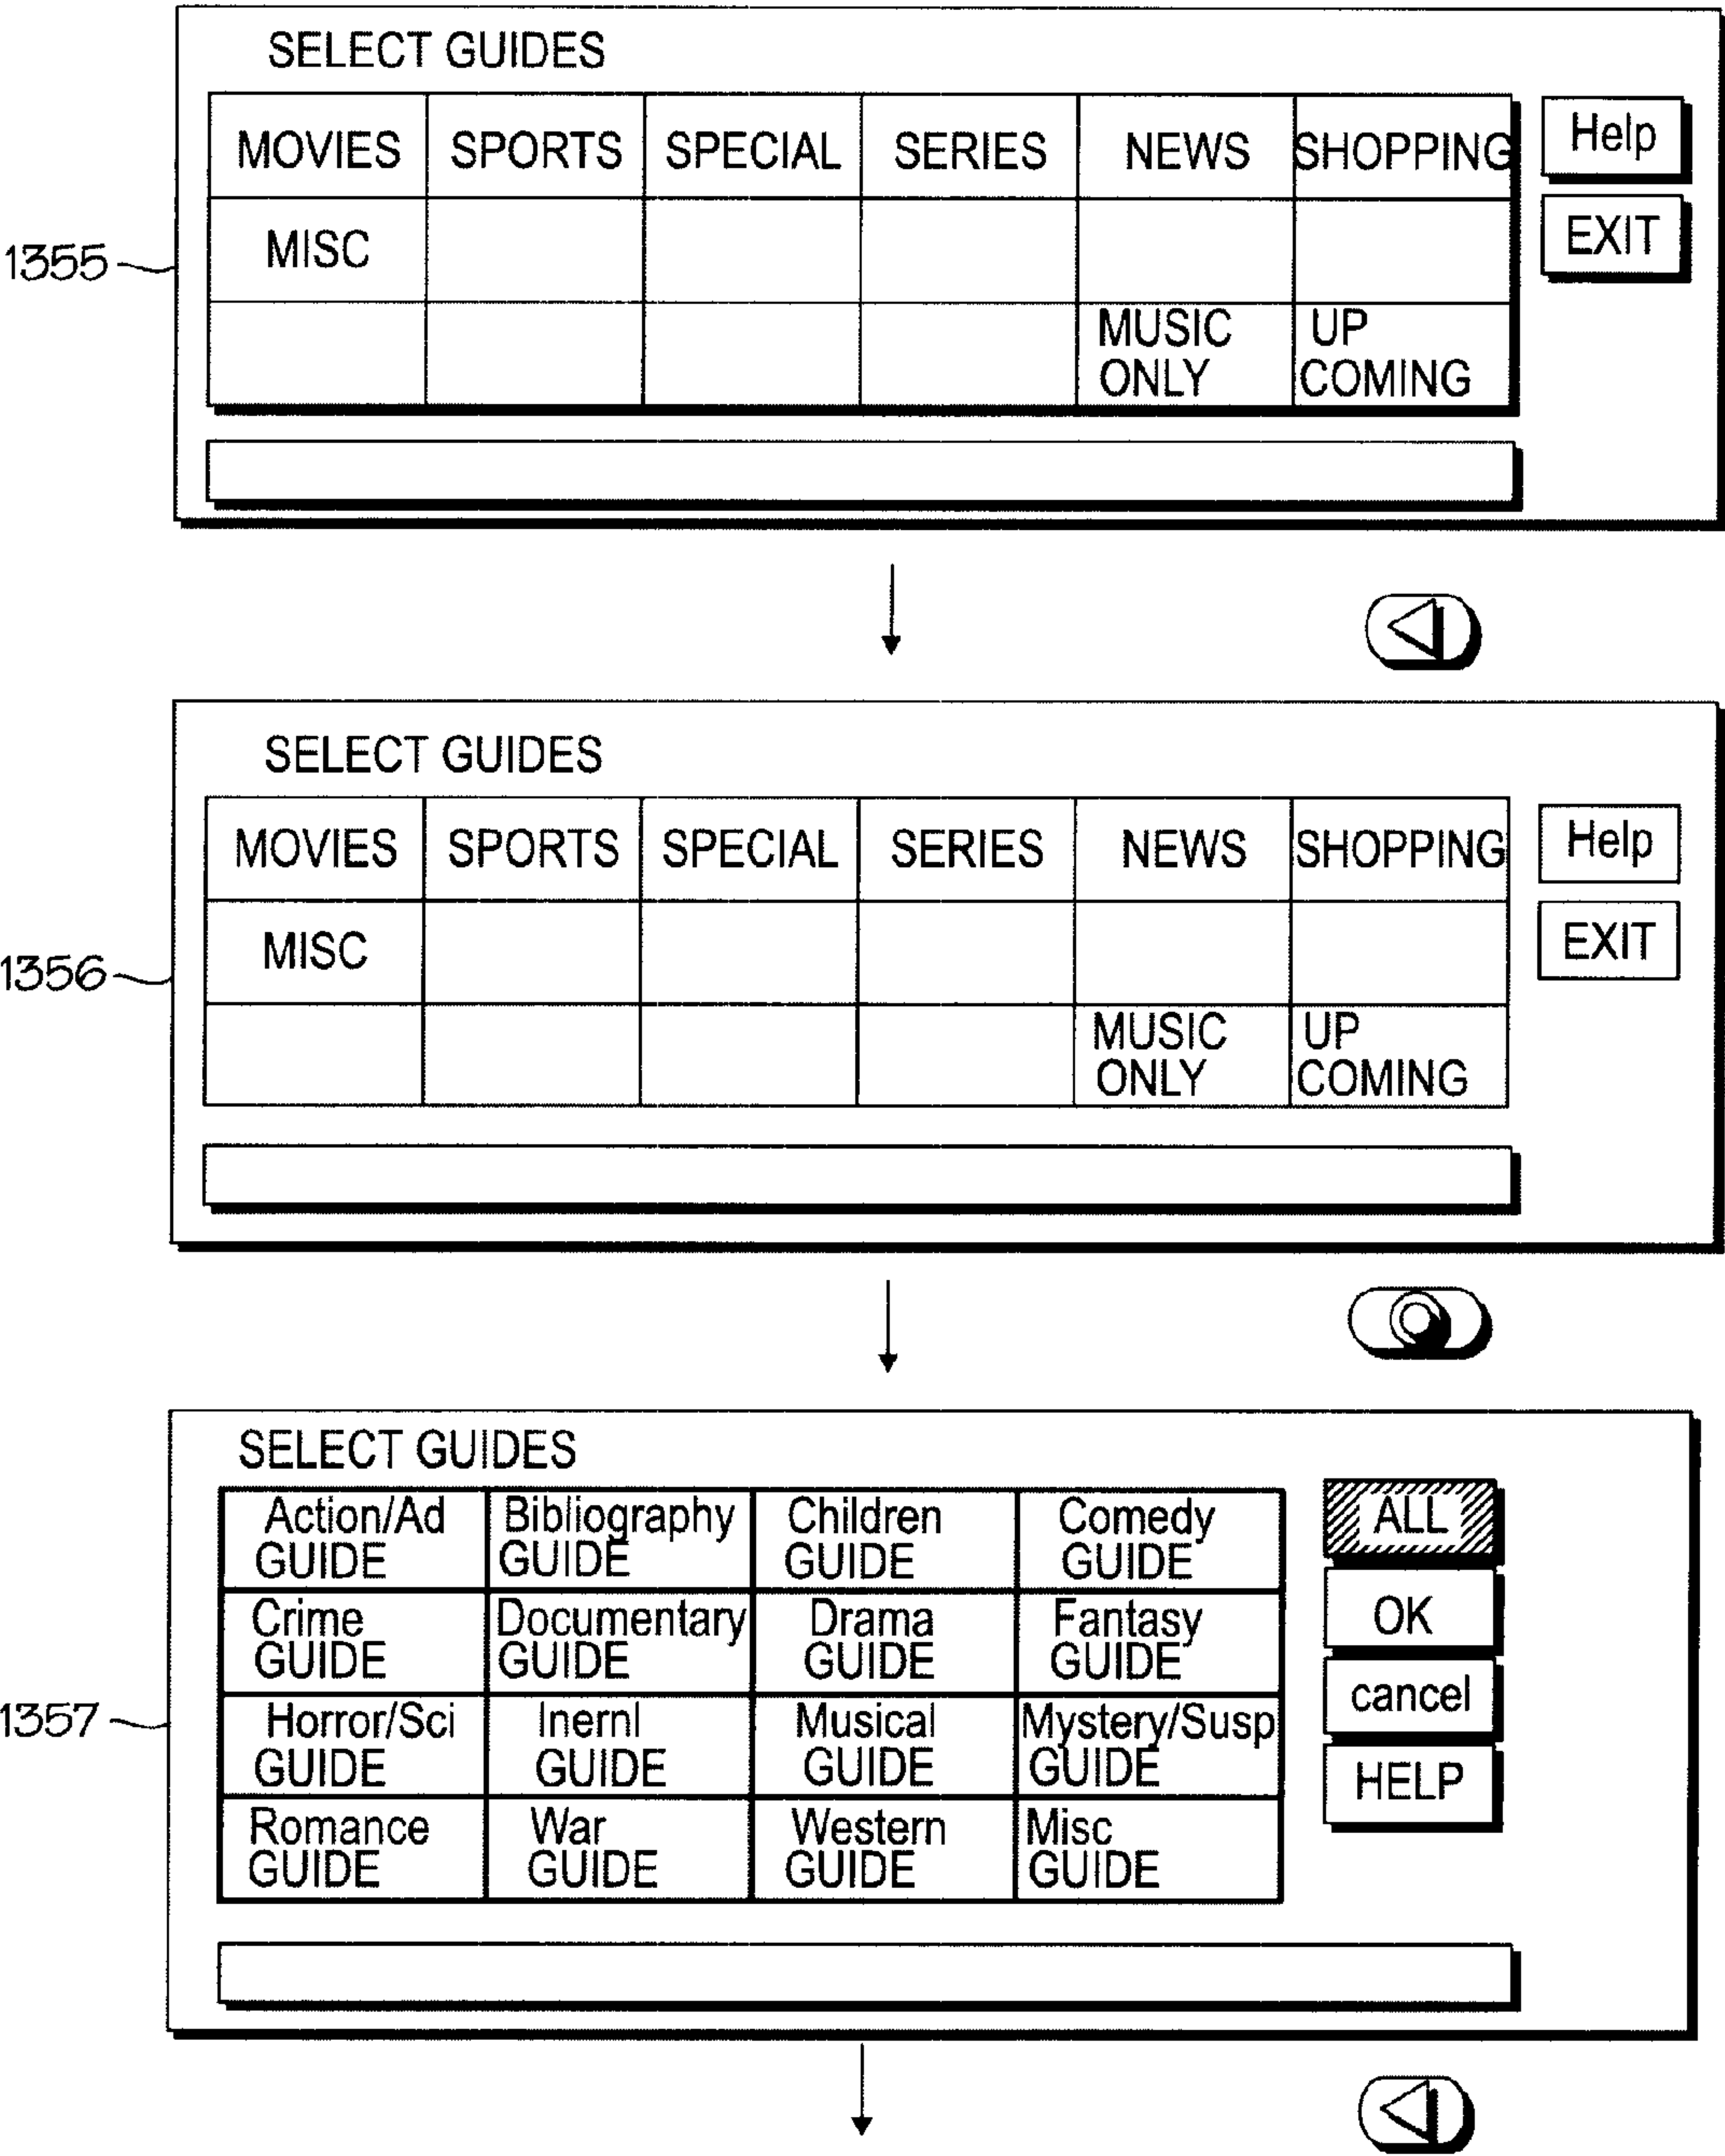 SELECT GUIDES
MOVIES SPORTS SPECIAL SERIES NEWS SHOPPING Help
1355 MISC EXIT
MUSIC UP
ONLY COMING
SELECT GUIDES
MOVIES SPORTS SPECIAL SERIES NEWS SHOPPING Help
1356 MISC EXIT
MUSIC UP
ONLY COMING
SELECT GUIDES
Action/Ad Bibliography Children Comedy ALL
GUIDE GUIDE GUIDE GUIDE
Crime Documentary Drama Fantasy OK
GUIDE GUIDE GUIDE GUIDE
cancel
1357 Horror/Sci Inernl Musical Mystery/Susp
GUIDE GUIDE GUIDE GUIDE HELP
Romance War Western Misc
GUIDE GUIDE GUIDE GUIDE